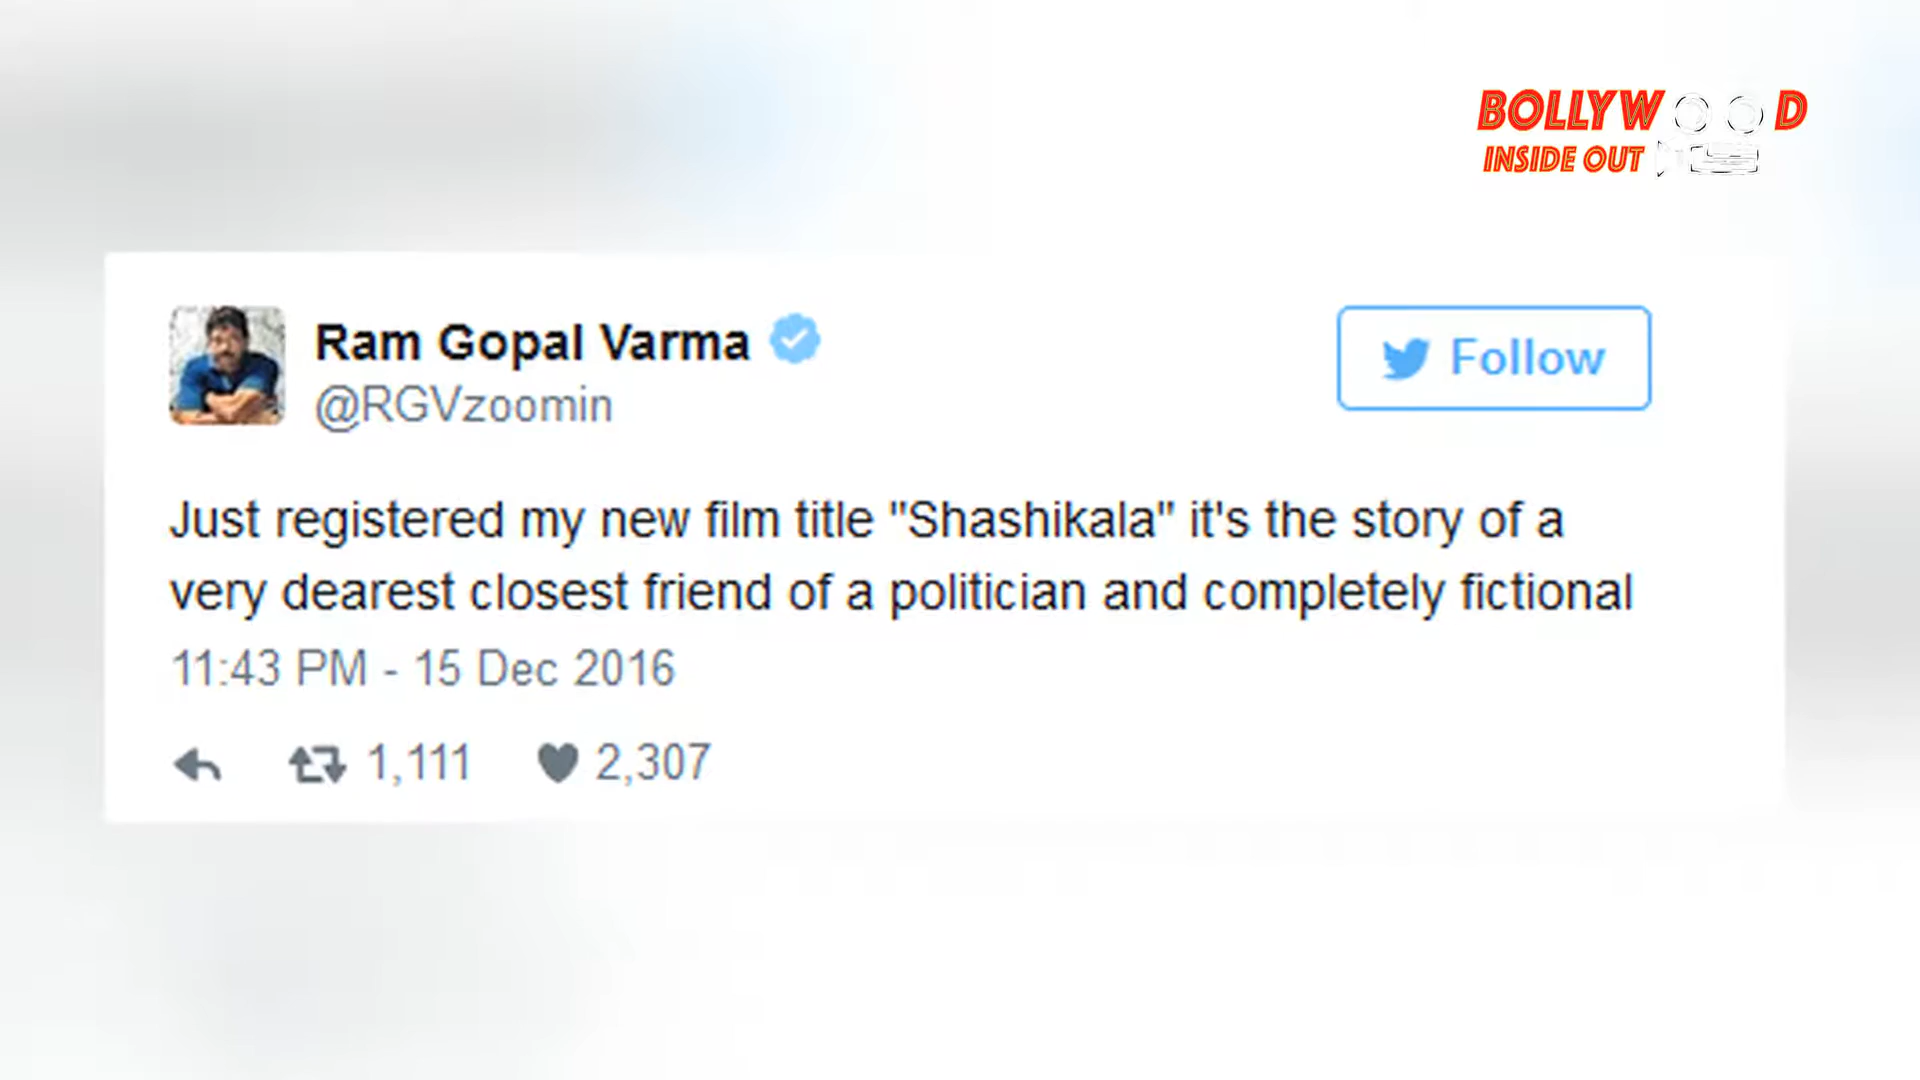 BOLLYWOOD
INSIDE OUT
Ram Gopal Varma
@RGVzoomin
Follow
Just registered my new film title "Shashikala" it's the story of a
very dearest closest friend of a politician and completely fictional
11:43 PM - 15 Dec 2016
1,111
2,307